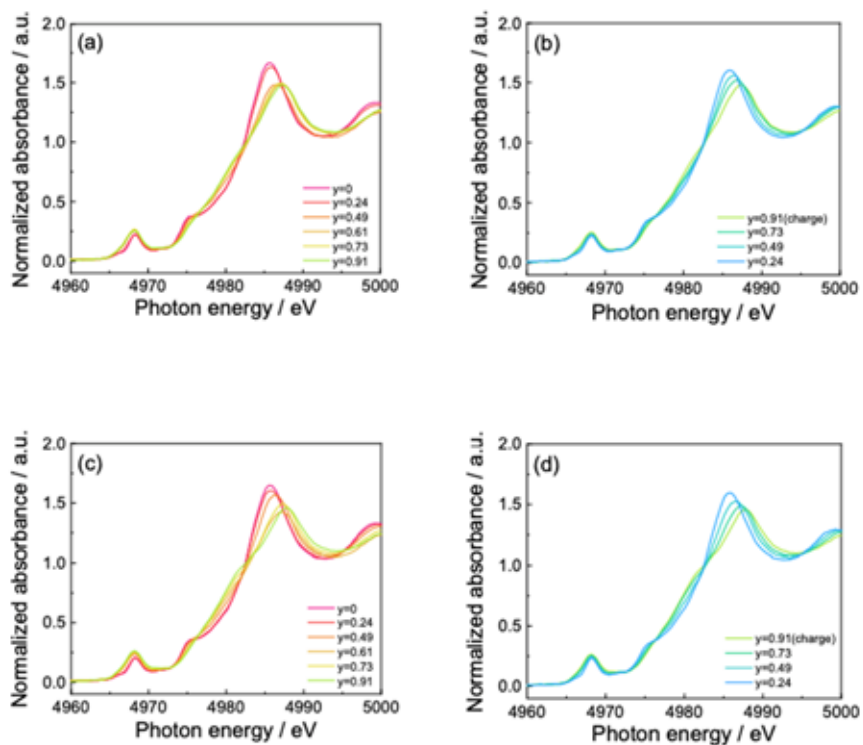 (a)
Normalized absorbance / a.u.
2.0
1.5
1.0
0.5
0.0
y=0
y=0.24
y=0.49
y=0.61
y=0.73
y=0.91
4960 4970 4980 4990 5000
Photon energy / eV
(b)
Normalized absorbance / a.u.
2.0
1.5
1.0
0.5
0.0
y=0.91(charge)
y=0.73
y=0.49
y=0.24
4960 4970 4980 4990 5000
Photon energy / eV
(c)
Normalized absorbance / a.u.
2.0
1.5
1.0
0.5
0.0
y=0
y=0.24
y=0.49
y=0.61
y=0.73
y=0.91
4960 4970 4980 4990 5000
Photon energy / eV
(d)
Normalized absorbance / a.u.
2.0
1.5
1.0
0.5
0.0
y=0.91(charge)
y=0.73
y=0.49
y=0.24
4960 4970 4980 4990 5000
Photon energy / eV